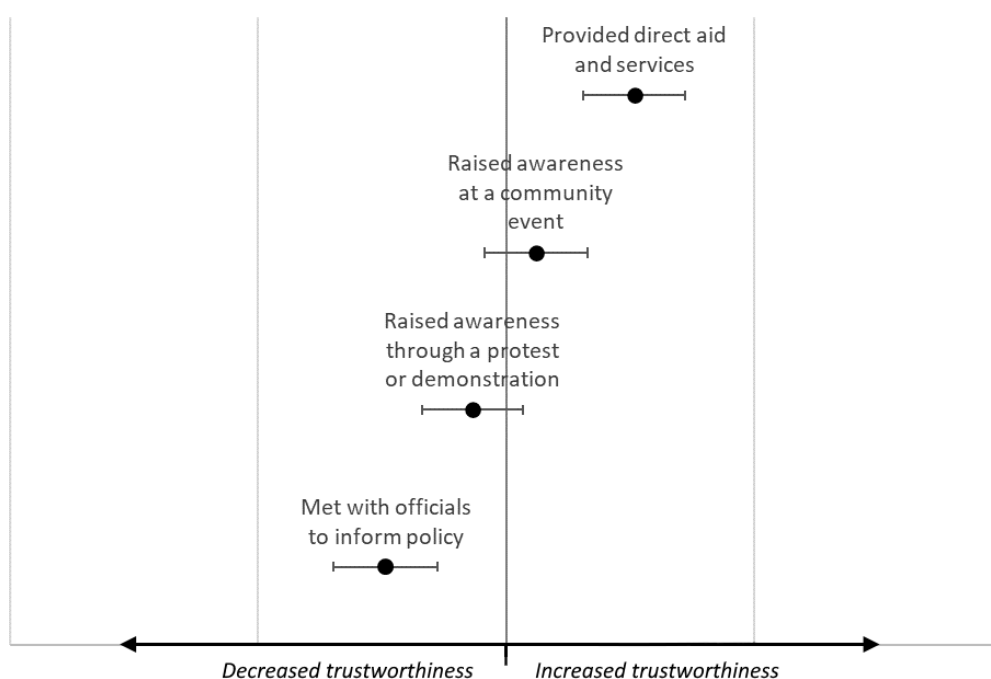 Provided direct aid
and services
Raised awareness
at a community
event
Raised awareness
through a protest
or demonstration
Met with officials
to inform policy
Decreased trustworthiness
Increased trustworthiness